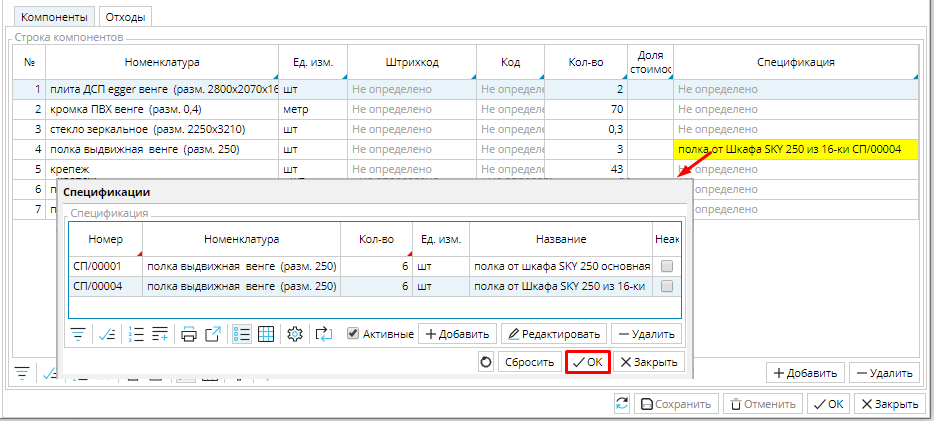 Компоненты Отходы
Строка компонентов
№ Номенклатура Ед. изм. Штрихкод Код Кол-во Доля стоимос Спецификация
1 плита ДСП egger венге (разм. 2800x2070x16 шт Не определено Не определе 2 Не определено
2 кромка ПВХ венге (разм. 0,4) метр Не определено Не определе 70 Не определено
3 стекло зеркальное (разм. 2250x3210) шт Не определено Не определе 0,3 Не определено
4 полка выдвижная венге (разм. 250) шт Не определено Не определе 3 полка от Шкафа SKY 250 из 16-ки СП/00004
5 крепеж шт Не определено Не определе 43 Не определено
6 п определено
7 п определено
Спецификации
Спецификация
Номер Номенклатура Кол-во Ед. изм. Название Неак
СП/00001 полка выдвижная венге (разм. 250) 6 шт полка от шкафа SKY 250 основная
СП/00004 полка выдвижная венге (разм. 250) 6 шт полка от Шкафа SKY 250 из 16-ки
Активные Добавить Редактировать Удалить
Сбросить OK Закрыть
Добавить Удалить
Сохранить Отменить OK Закрыть